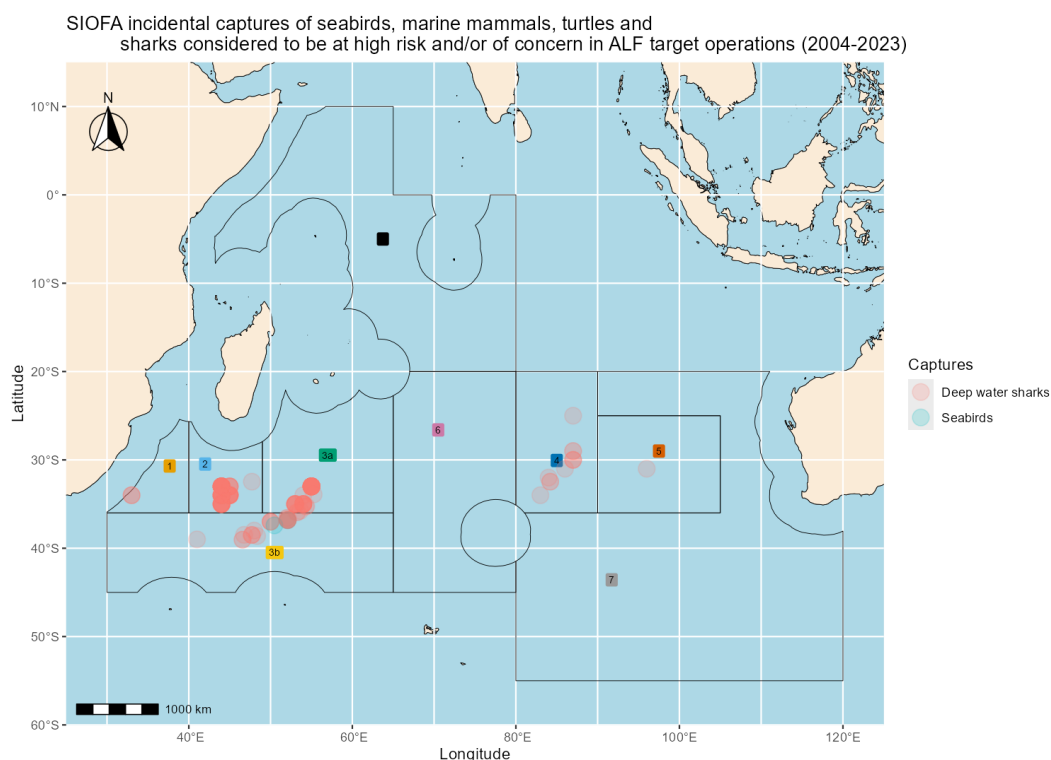 SIOFA incidental captures of seabirds, marine mammals, turtles and
sharks considered to be at high risk and/or of concern in ALF target operations (2004-2023)
N
10°N
0°
10°S
20°S
30°S
40°S
50°S
60°S
Latitude
1
2
3a
3b
4
5
6
7
1000 km
40°E
60°E
80°E
100°E
120°E
Longitude
Captures
Deep water sharks
Seabirds